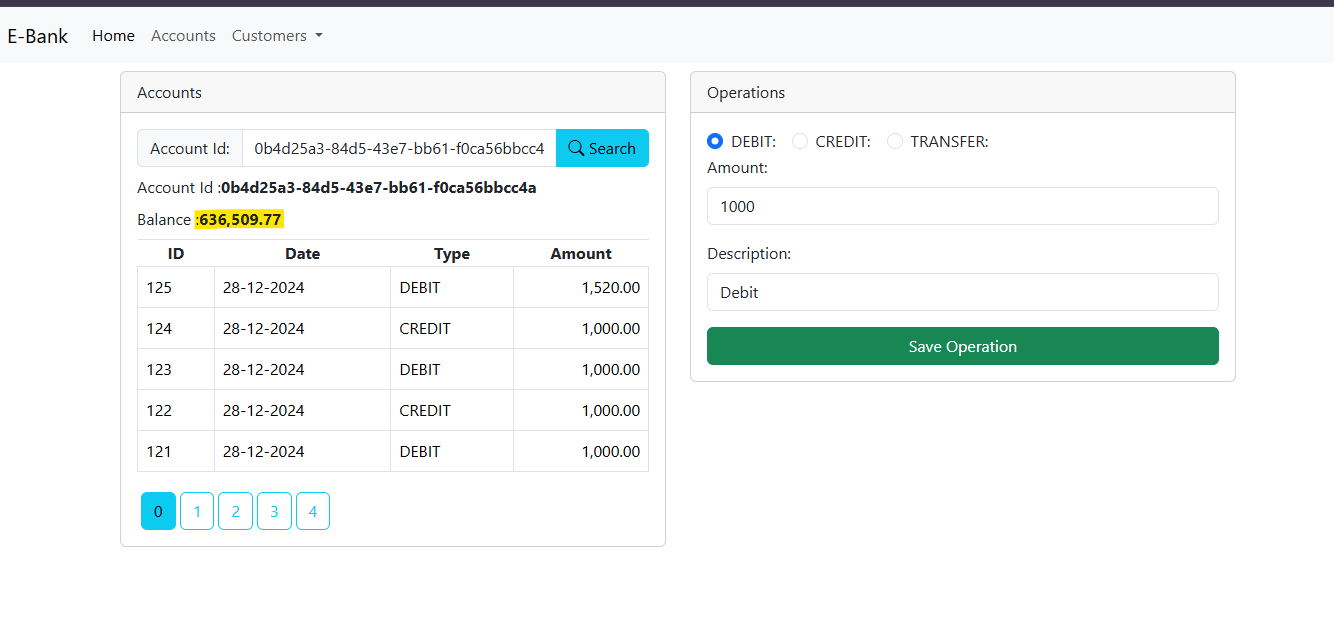 E-Bank Home Accounts Customers
Accounts
Account Id: 0b4d25a3-84d5-43e7-bb61-f0ca56bbcc4 Search
Account Id :0b4d25a3-84d5-43e7-bb61-f0ca56bbcc4a
Balance :636,509.77
ID Date Type Amount
125 28-12-2024 DEBIT 1,520.00
124 28-12-2024 CREDIT 1,000.00
123 28-12-2024 DEBIT 1,000.00
122 28-12-2024 CREDIT 1,000.00
121 28-12-2024 DEBIT 1,000.00
0 1 2 3 4
Operations
DEBIT: CREDIT: TRANSFER:
Amount:
1000
Description:
Debit
Save Operation